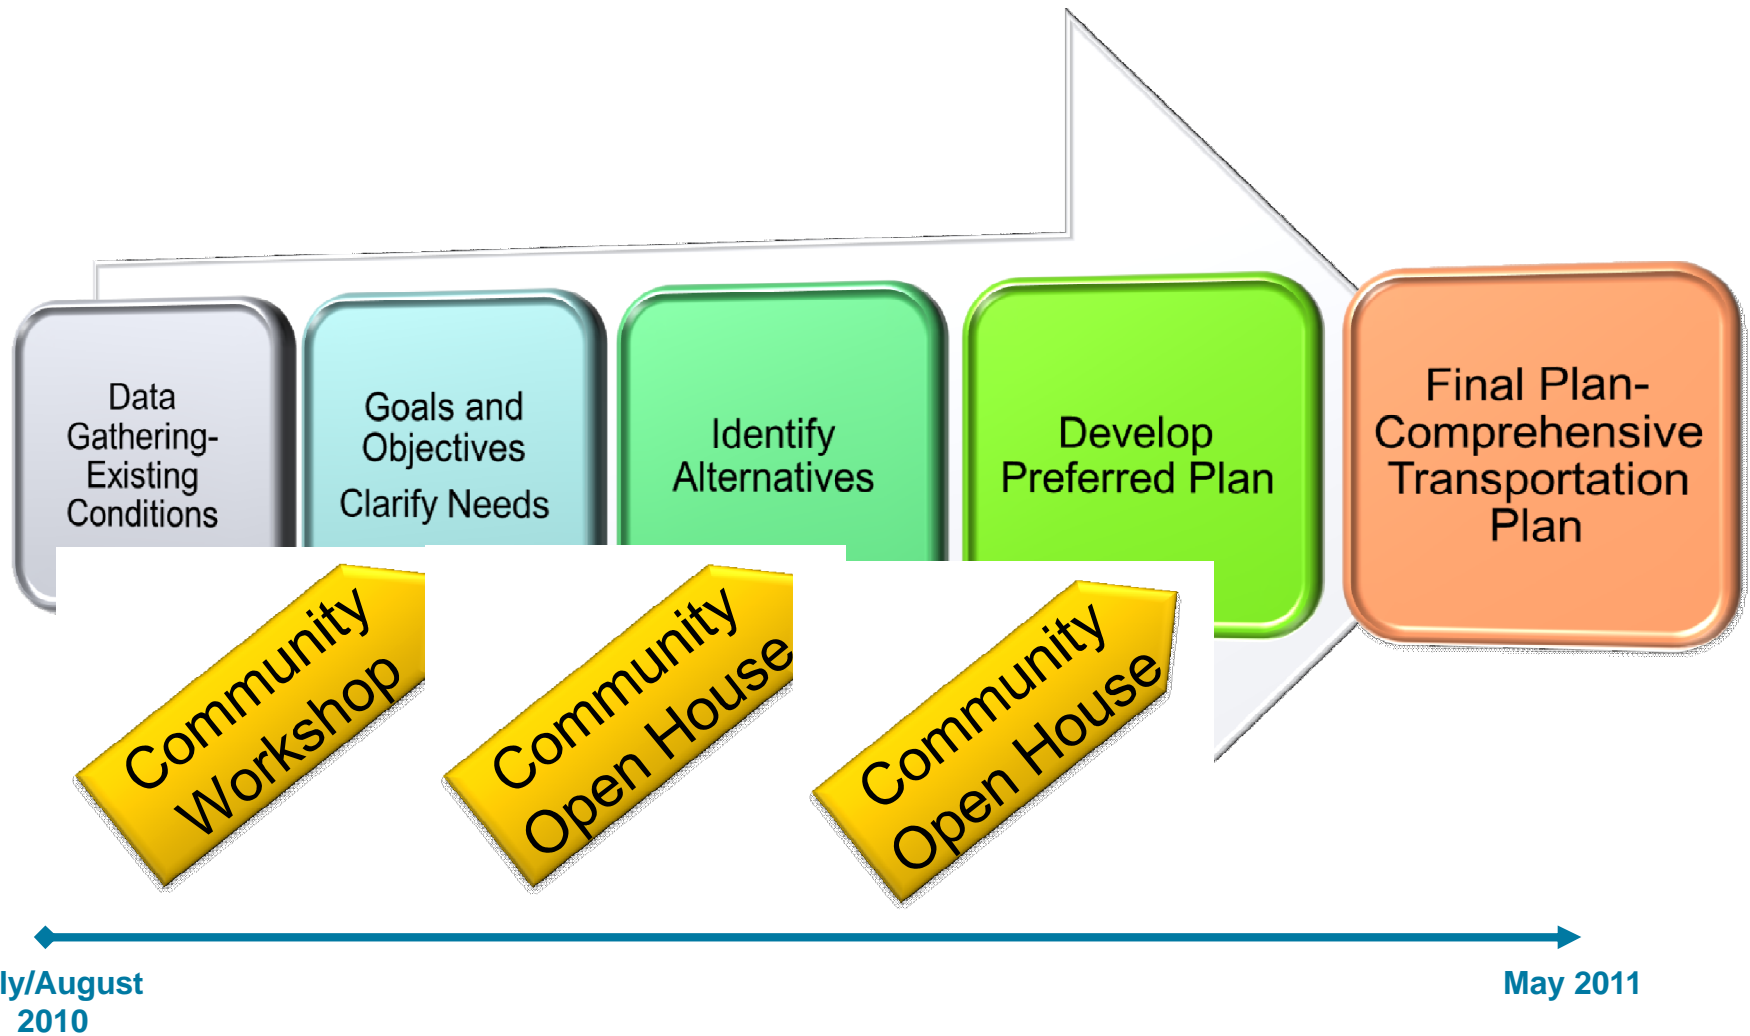 Data
Gathering-
Existing
Conditions
Goals and
Objectives
Clarify Needs
Identify
Alternatives
Develop
Preferred Plan
Final Plan-
Comprehensive
Transportation
Plan
Community
Workshop
Community
Open House
Community
Open House
ly/August
2010
May 2011